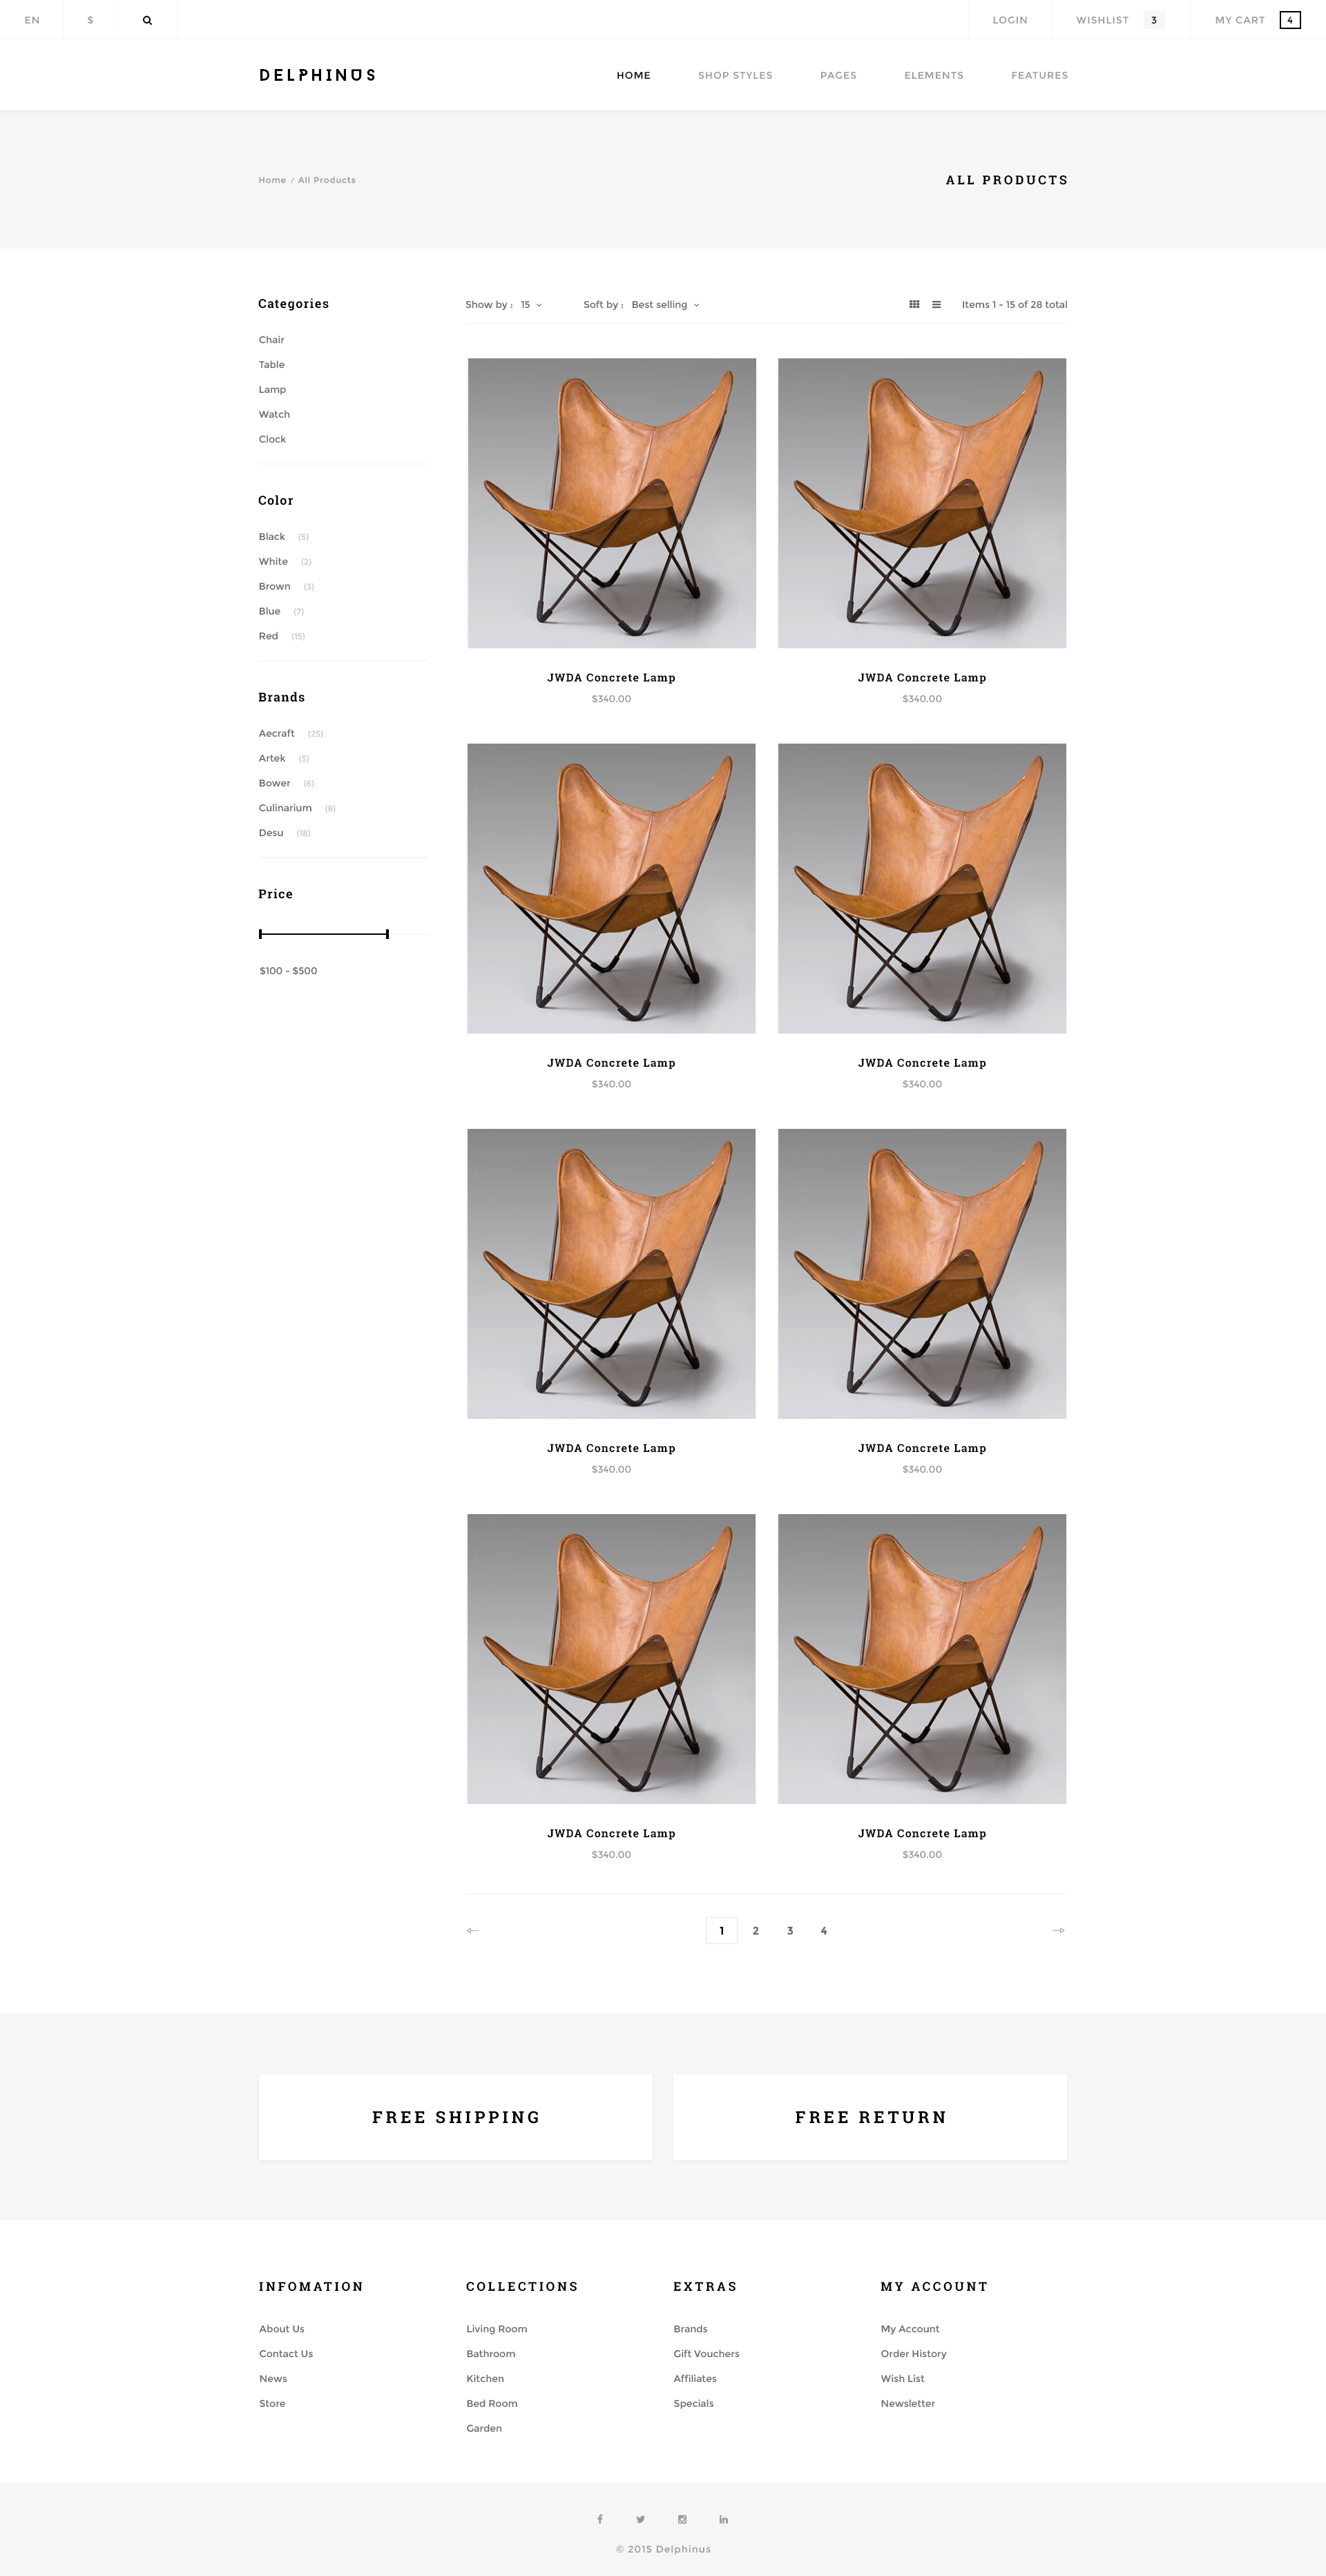 EN $ LOGIN WISHLIST 3 MY CART 4
DELPHINUS HOME SHOP STYLES PAGES ELEMENTS FEATURES
Home / All Products ALL PRODUCTS
Categories
Chair
Table
Lamp
Watch
Clock
Color
Black (5)
White (2)
Brown (3)
Blue (7)
Red (15)
Brands
Aecraft (25)
Artek (5)
Bower (6)
Culinarium (8)
Desu (18)
Price
$100 - $500
Show by : 15 Soft by : Best selling Items 1 - 15 of 28 total
JWDA Concrete Lamp JWDA Concrete Lamp
$340.00 $340.00
JWDA Concrete Lamp JWDA Concrete Lamp
$340.00 $340.00
JWDA Concrete Lamp JWDA Concrete Lamp
$340.00 $340.00
JWDA Concrete Lamp JWDA Concrete Lamp
$340.00 $340.00
1 2 3 4
FREE SHIPPING FREE RETURN
INFOMATION
About Us
Contact Us
News
Store
COLLECTIONS
Living Room
Bathroom
Kitchen
Bed Room
Garden
EXTRAS
Brands
Gift Vouchers
Affiliates
Specials
MY ACCOUNT
My Account
Order History
Wish List
Newsletter
© 2015 Delphinus